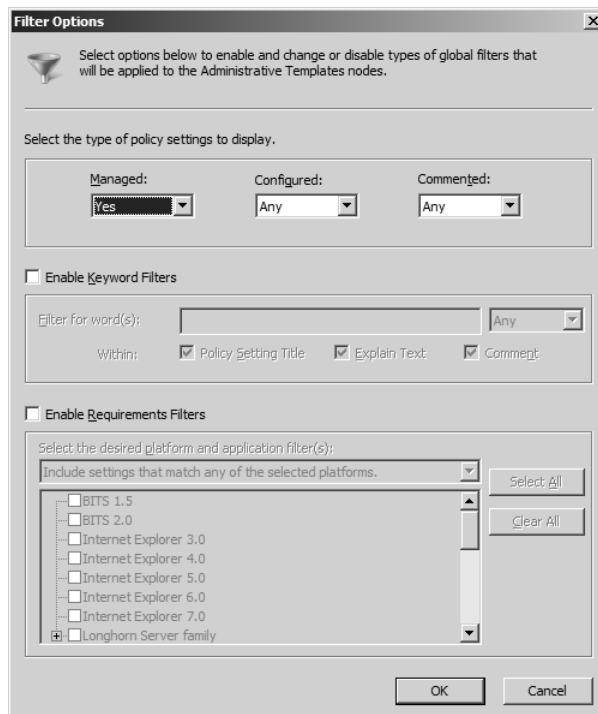 Filter Options
Select options below to enable and change or disable types of global filters that
will be applied to the Administrative Templates nodes.
Select the type of policy settings to display.
Managed: Configured: Commented:
Yes Any Any
Enable Keyword Filters
Filter for word(s): Any
Within: Policy Setting Title Explain Text Comment
Enable Requirements Filters
Select the desired platform and application filter(s):
Include settings that match any of the selected platforms. Select All
BITS 1.5
BITS 2.0 Clear All
Internet Explorer 3.0
Internet Explorer 4.0
Internet Explorer 5.0
Internet Explorer 6.0
Internet Explorer 7.0
Longhorn Server family
OK Cancel